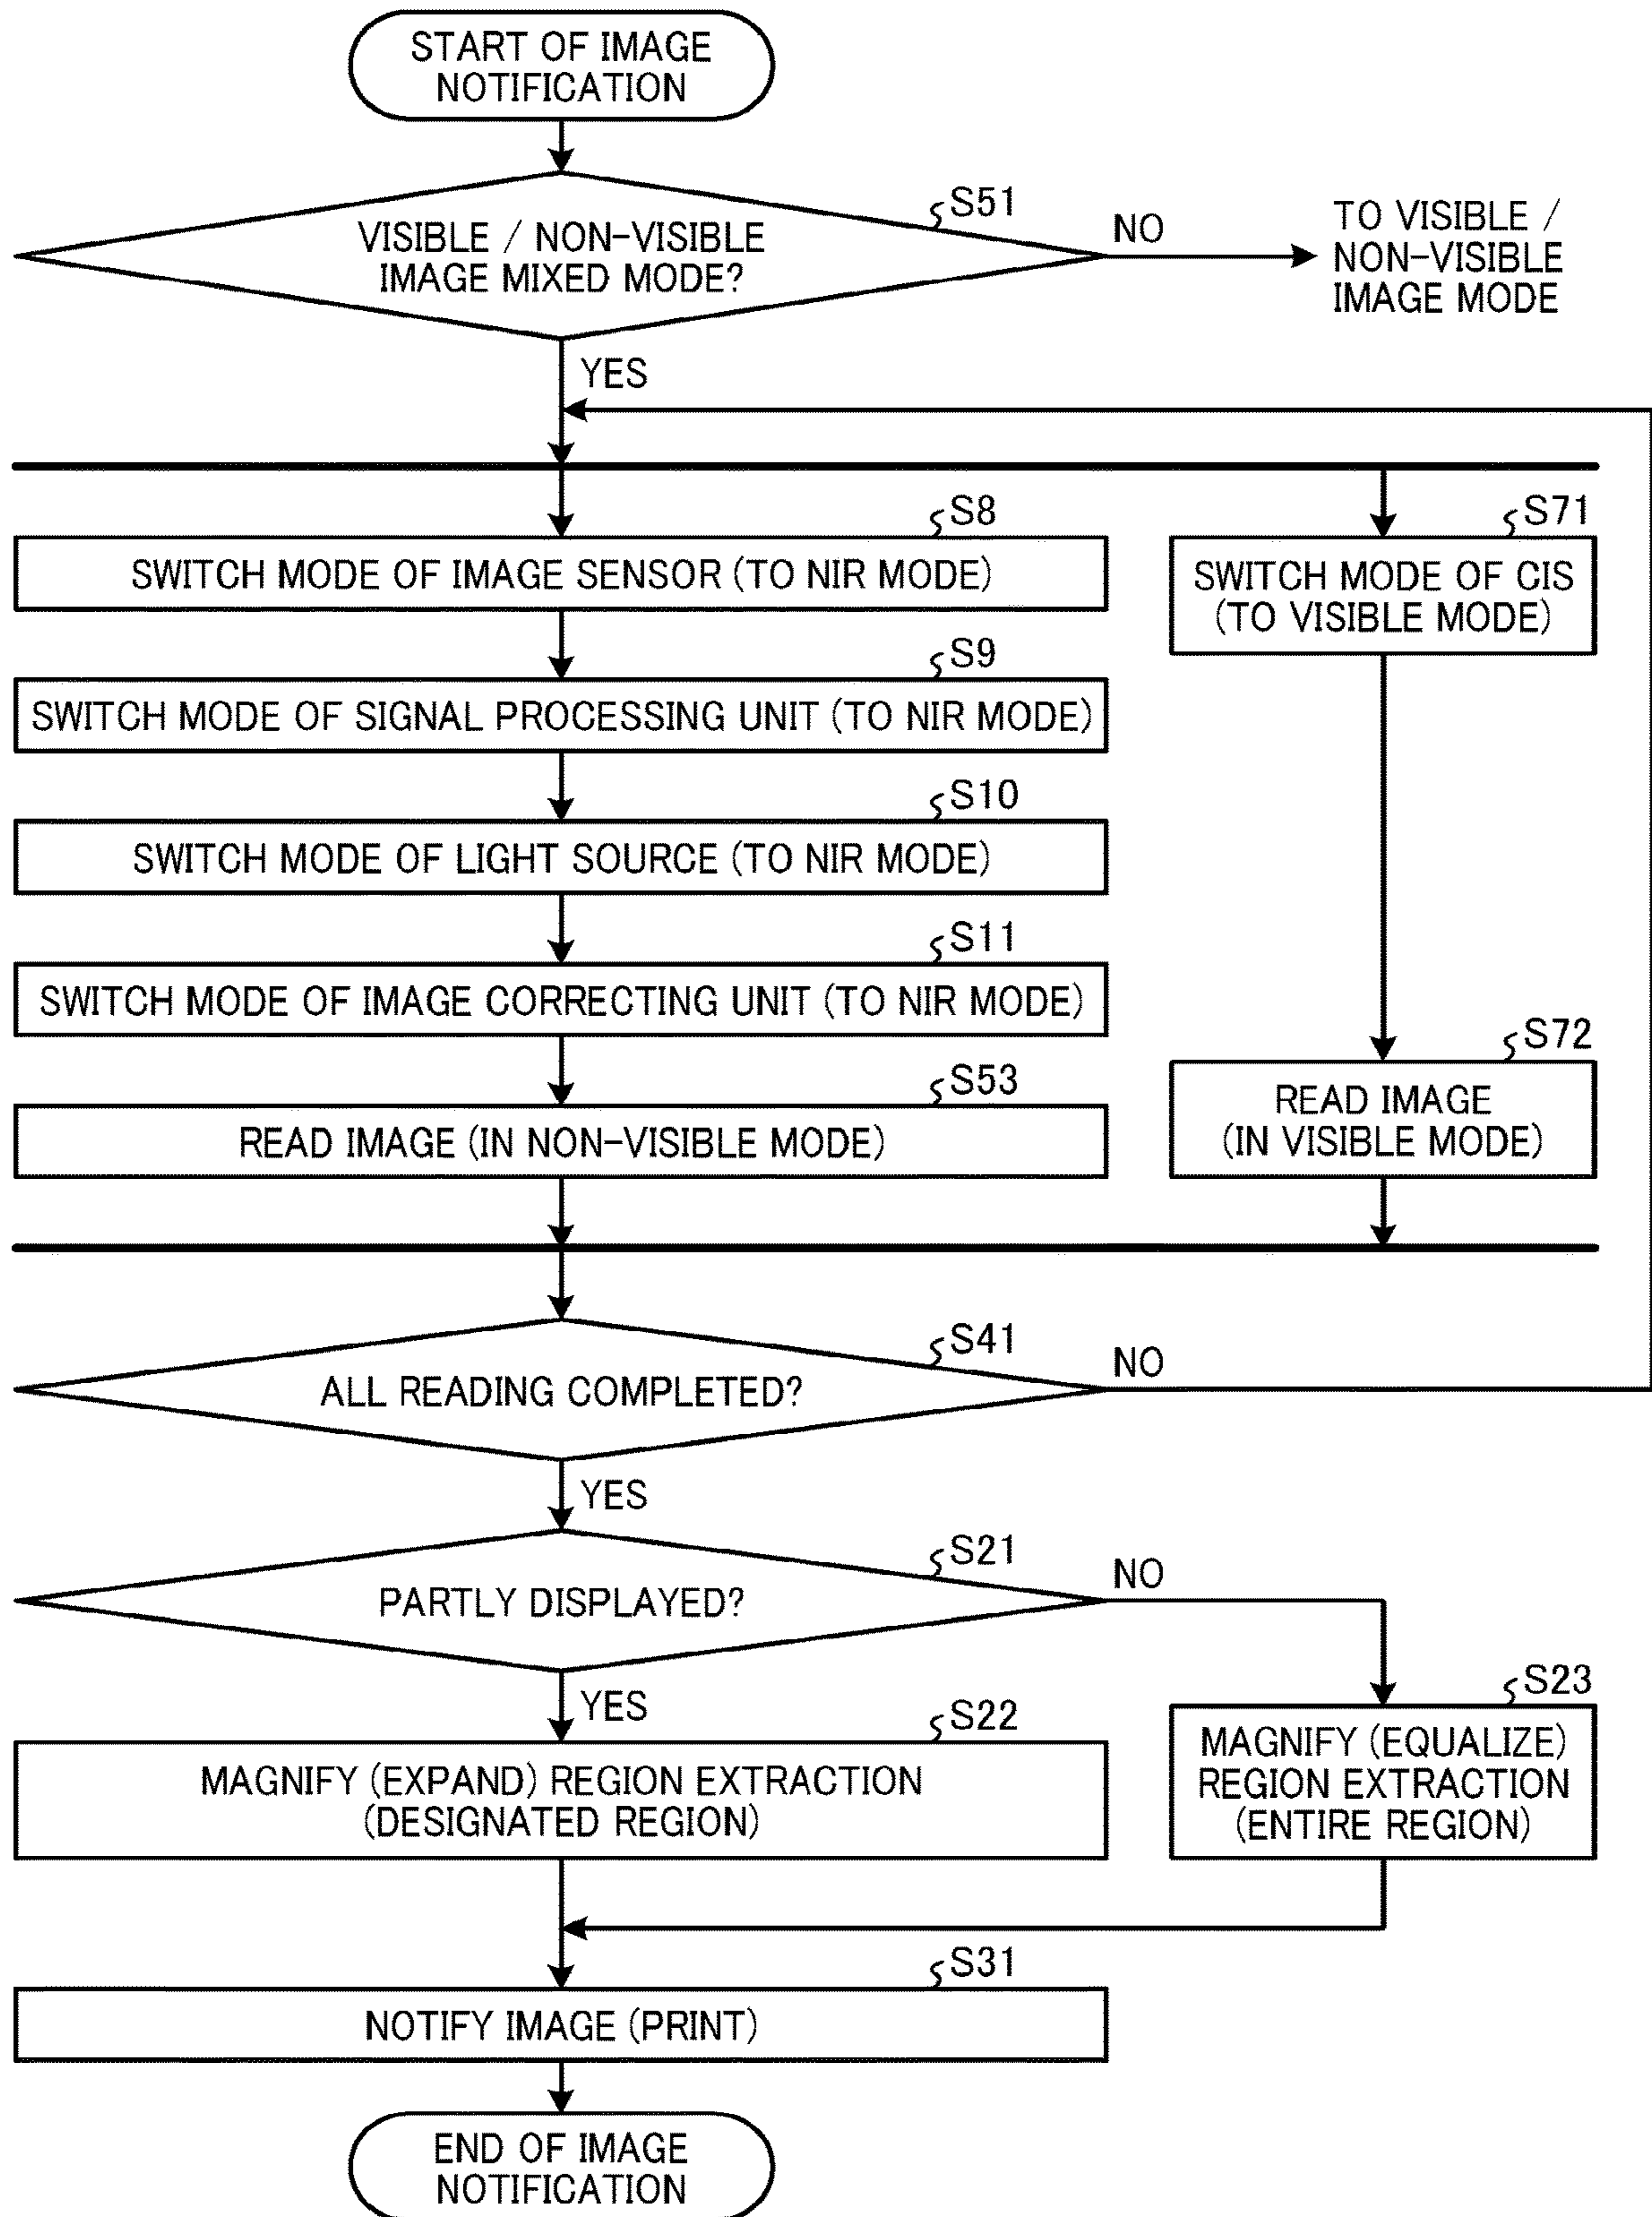 START OF IMAGE
NOTIFICATION
S51
VISIBLE / NON-VISIBLE
IMAGE MIXED MODE?
NO
TO VISIBLE /
NON-VISIBLE
IMAGE MODE
YES
S8
SWITCH MODE OF IMAGE SENSOR (TO NIR MODE)
S71
SWITCH MODE OF CIS
(TO VISIBLE MODE)
S9
SWITCH MODE OF SIGNAL PROCESSING UNIT (TO NIR MODE)
S10
SWITCH MODE OF LIGHT SOURCE (TO NIR MODE)
S11
SWITCH MODE OF IMAGE CORRECTING UNIT (TO NIR MODE)
S53
READ IMAGE (IN NON-VISIBLE MODE)
S72
READ IMAGE
(IN VISIBLE MODE)
S41
ALL READING COMPLETED?
NO
YES
S21
PARTLY DISPLAYED?
NO
YES
S22
MAGNIFY (EXPAND) REGION EXTRACTION
(DESIGNATED REGION)
S23
MAGNIFY (EQUALIZE)
REGION EXTRACTION
(ENTIRE REGION)
S31
NOTIFY IMAGE (PRINT)
END OF IMAGE
NOTIFICATION